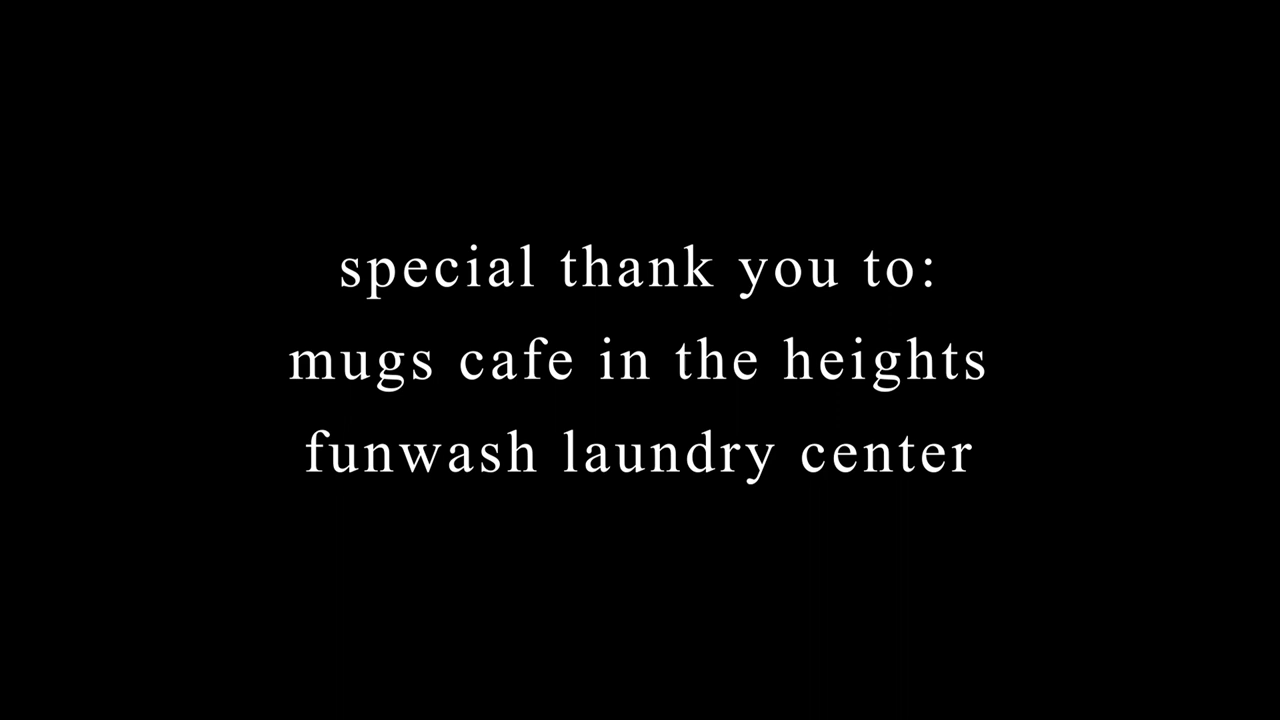 special thank you to:
mugs cafe in the heights
funwash laundry center